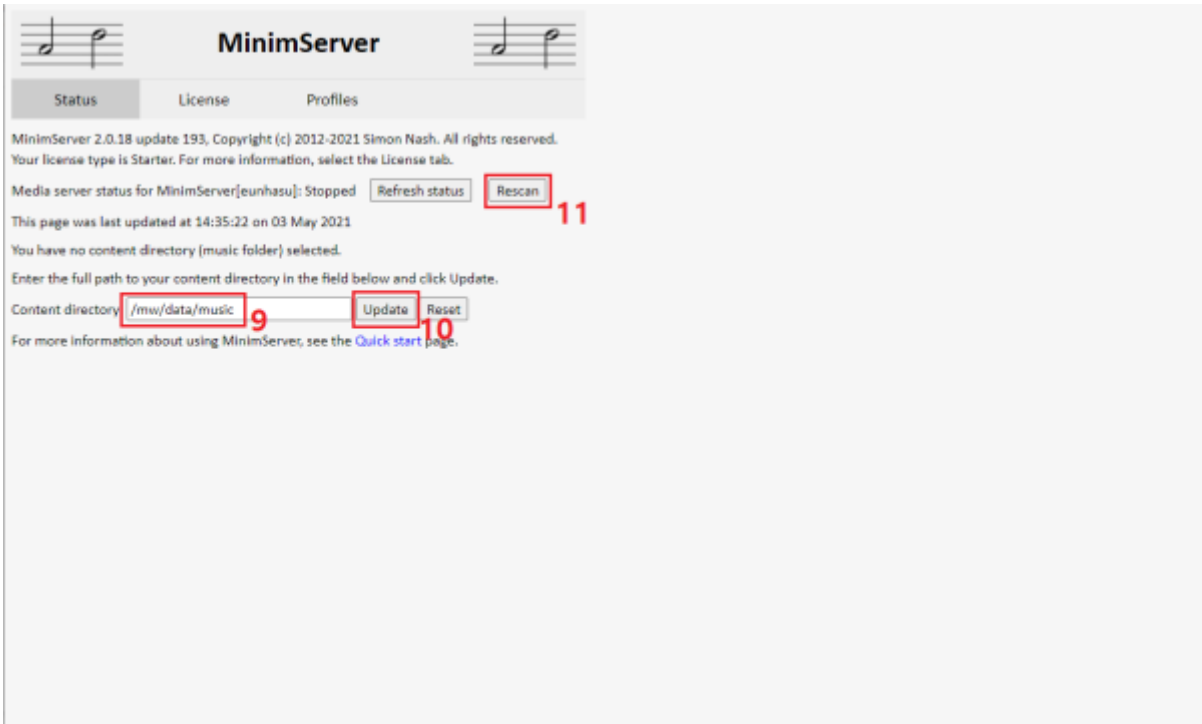 MinimServer
Status License Profiles
MinimServer 2.0.18 update 193, Copyright (c) 2012-2021 Simon Nash. All rights reserved.
Your license type is Starter. For more information, select the License tab.
Media server status for MinimServer[eunhasu]: Stopped Refresh status Rescan
11
This page was last updated at 14:35:22 on 03 May 2021
You have no content directory (music folder) selected.
Enter the full path to your content directory in the field below and click Update.
Content directory /mw/data/music 9 Update Reset
10
For more information about using MinimServer, see the Quick start page.